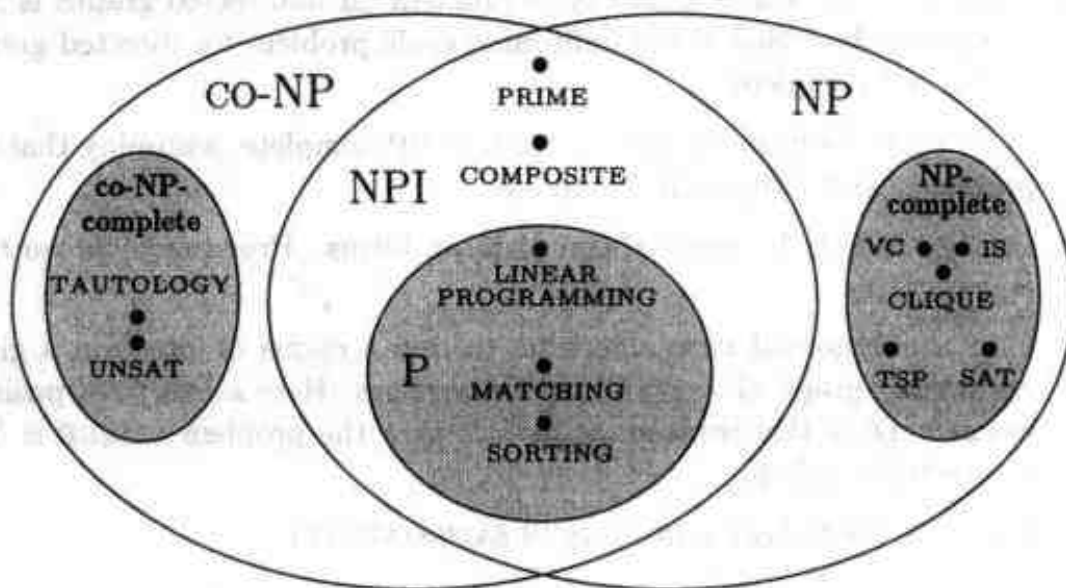 CO-NP
NP
PRIME
COMPOSITE
NPI
co-NP-
complete
TAUTOLOGY
UNSAT
NP-
complete
VC
IS
CLIQUE
TSP
SAT
LINEAR
PROGRAMMING
P
MATCHING
SORTING